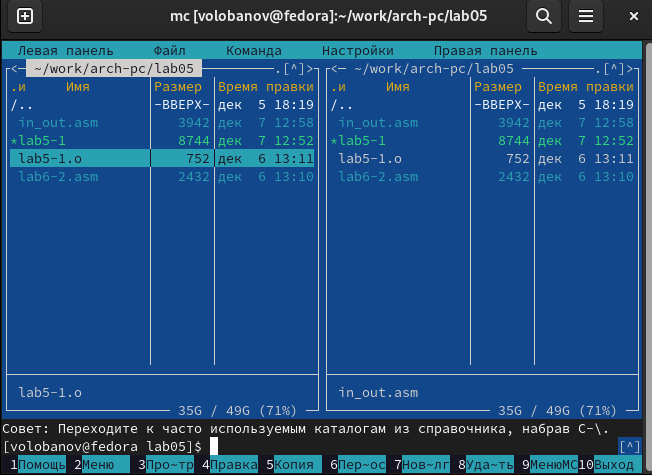 mc [volobanov@fedora]:~/work/arch-pc/lab05
Левая панель Файл Команда Настройки Правая панель
<─ ~/work/arch-pc/lab05 ─.[^]> <─ ~/work/arch-pc/lab05 ─.[^]>
.и Имя Размер Время правки .и Имя Размер Время правки
/.. -ВВЕРХ- дек 5 18:19 /.. -ВВЕРХ- дек 5 18:19
in_out.asm 3942 дек 7 12:58 in_out.asm 3942 дек 7 12:58
*lab5-1 8744 дек 7 12:52 *lab5-1 8744 дек 7 12:52
lab5-1.o 752 дек 6 13:11 lab5-1.o 752 дек 6 13:11
lab6-2.asm 2432 дек 6 13:10 lab6-2.asm 2432 дек 6 13:10
lab5-1.o in_out.asm
35G / 49G (71%) 35G / 49G (71%)
Совет: Переходите к часто используемым каталогам из справочника, набрав C-\.
[volobanov@fedora lab05]$ [^]
1Помощь 2Меню 3Про~тр 4Правка 5Копия 6Пер~ос 7Нов~лг 8Уда~ть 9МенюMC 10Выход